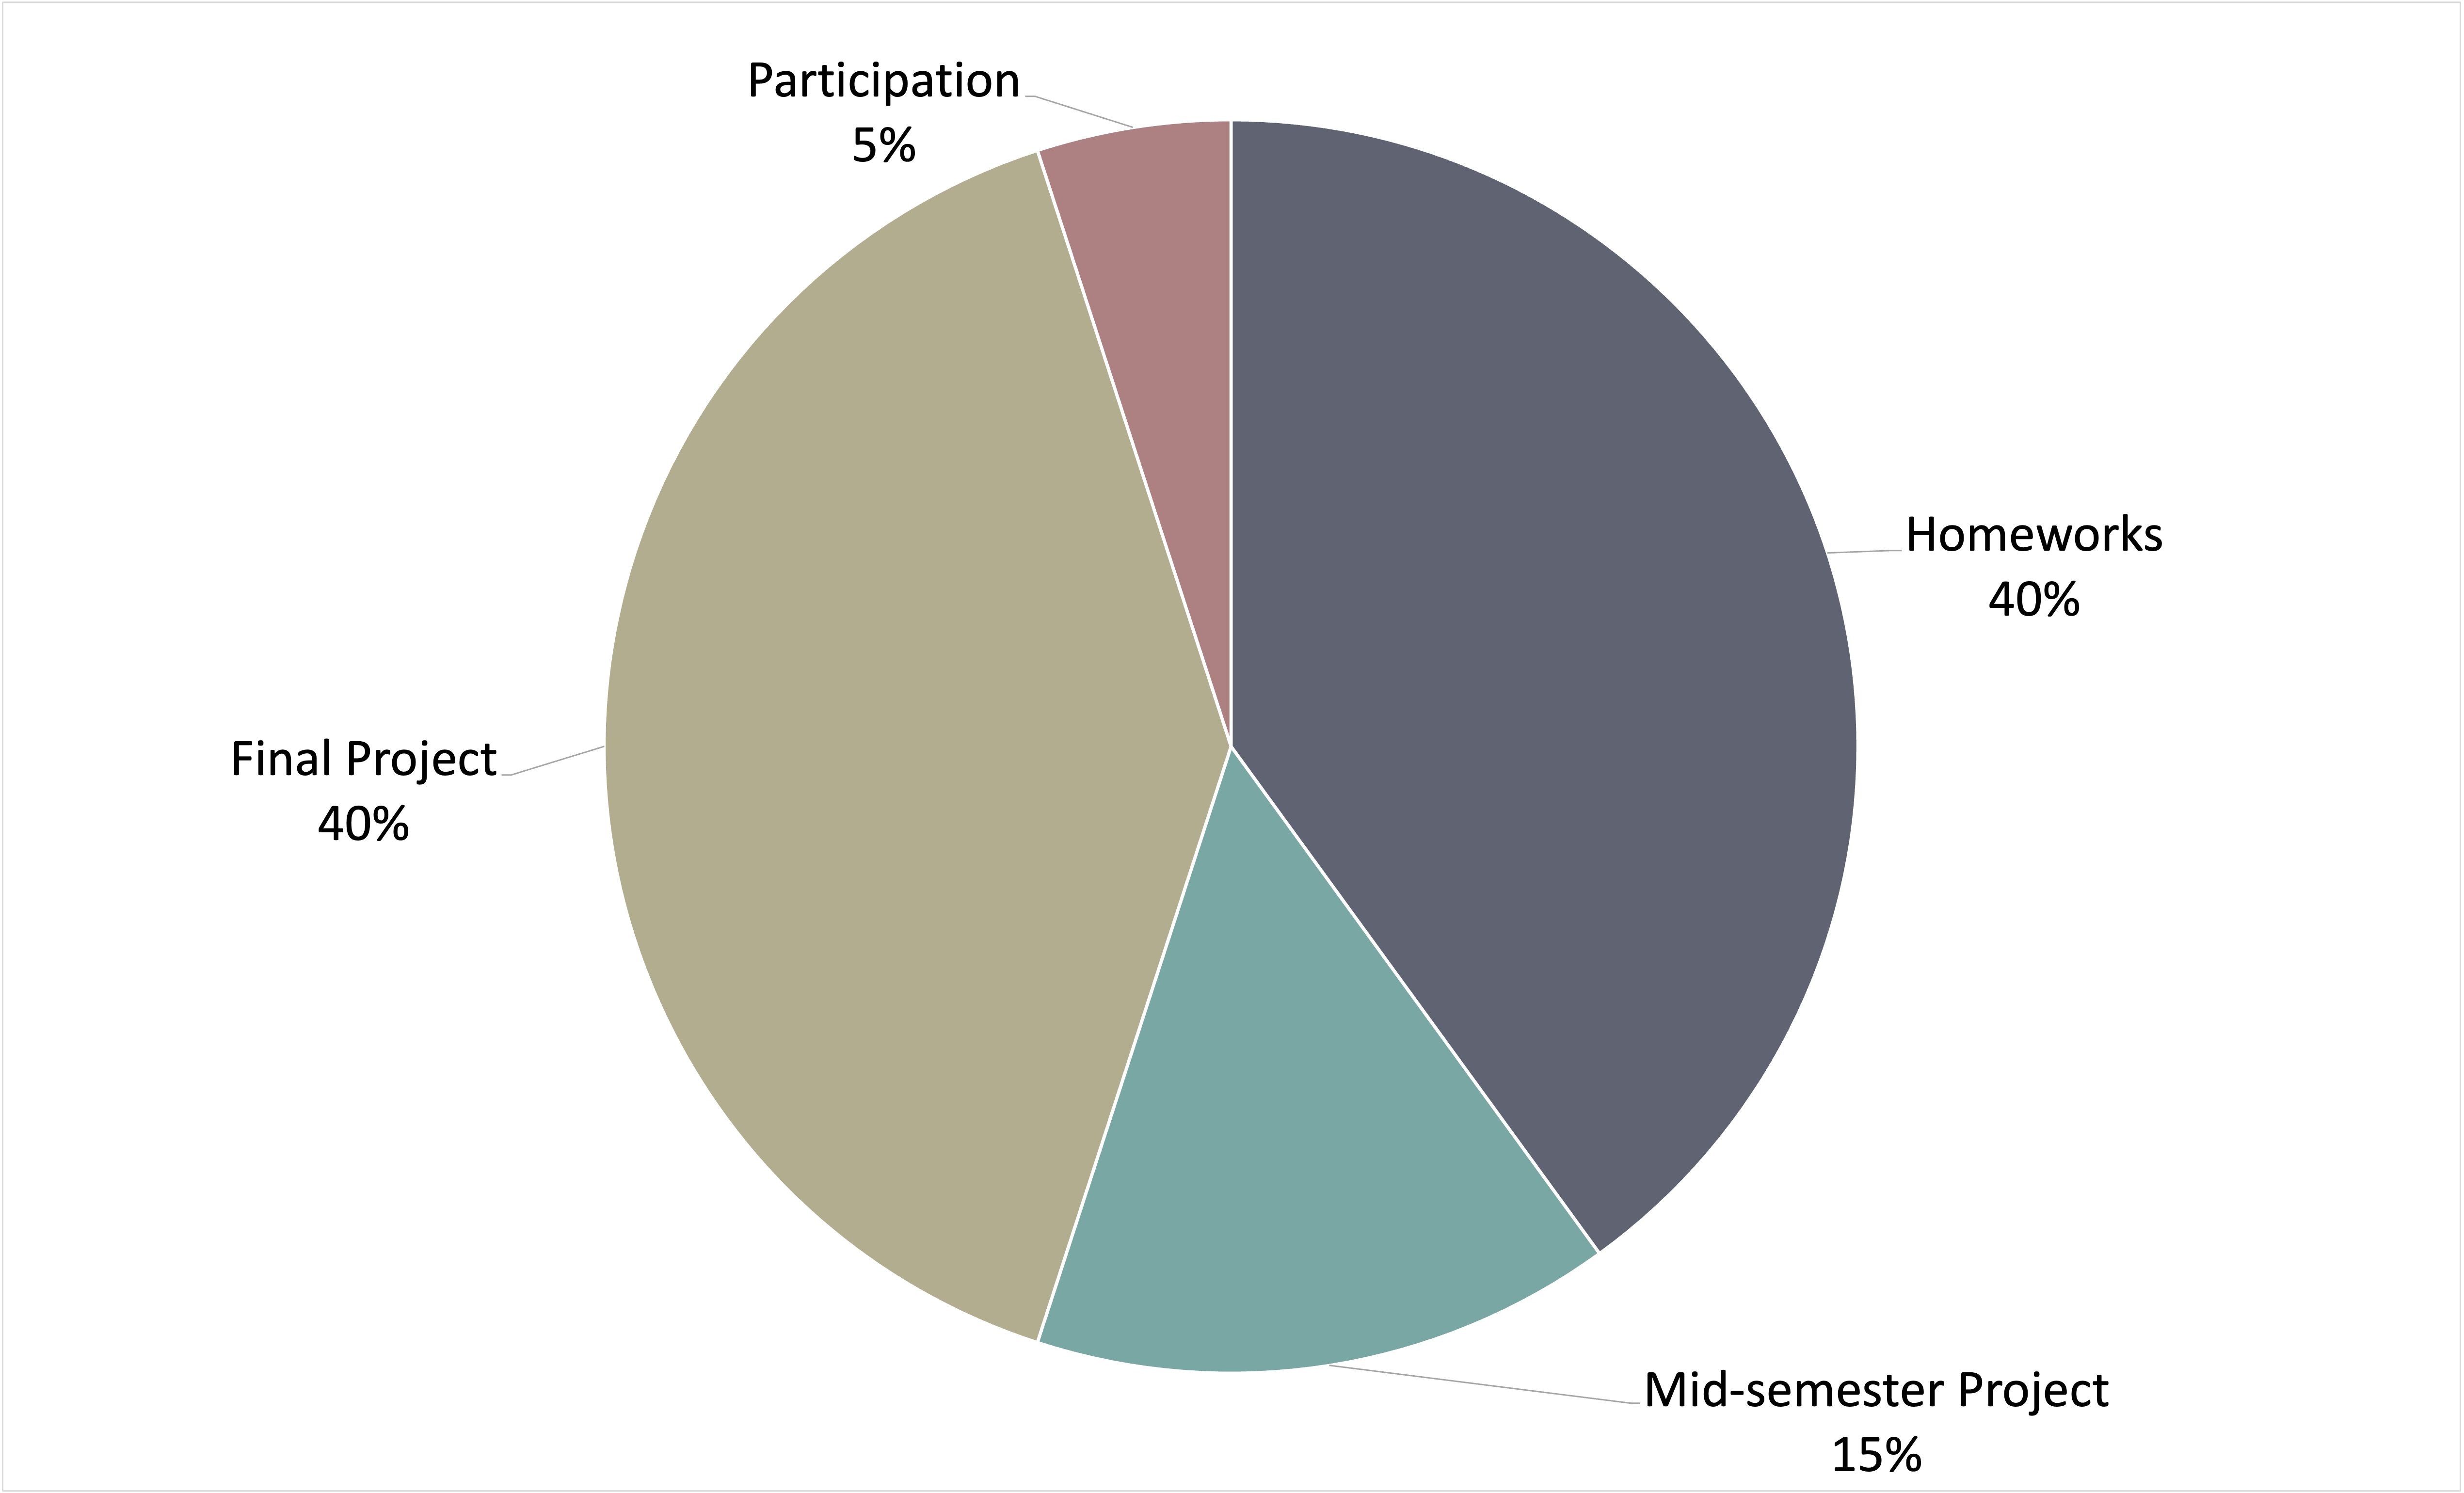 Participation
5%
Homeworks
40%
Final Project
40%
Mid-semester Project
15%